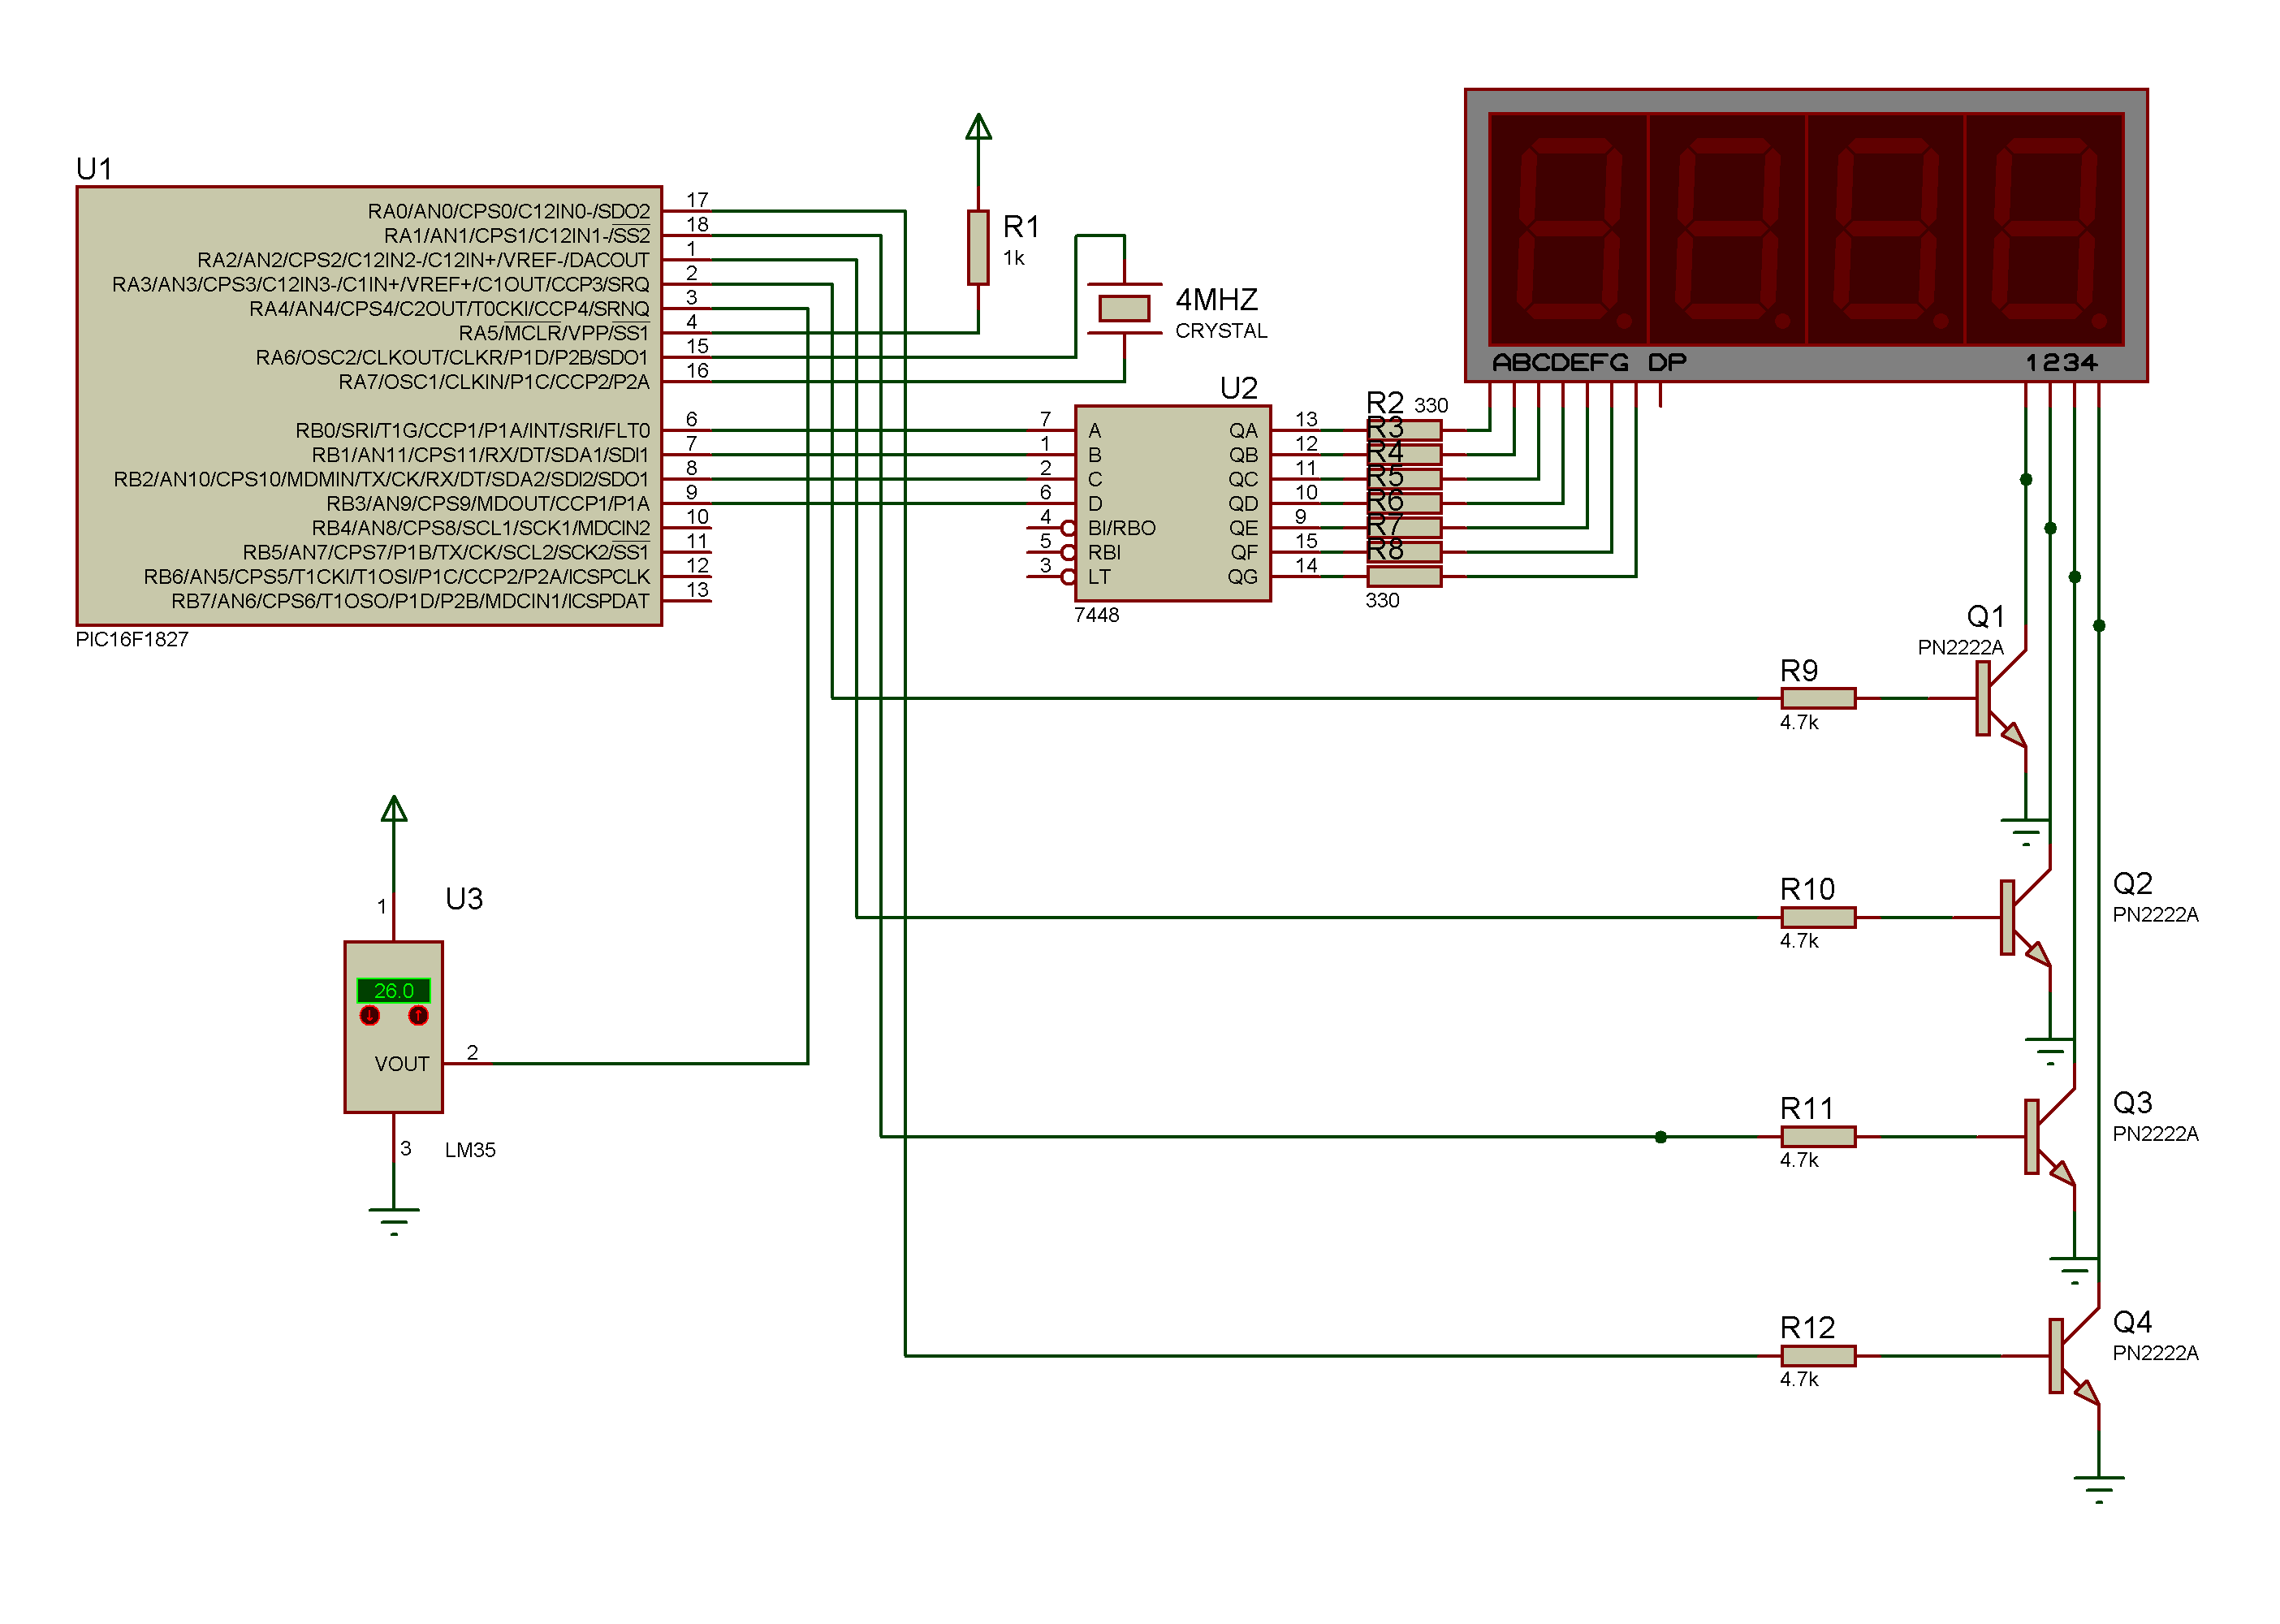 U1
RA0/AN0/CPS0/C12IN0-/SDO2 17
RA1/AN1/CPS1/C12IN1-/SS2 18
RA2/AN2/CPS2/C12IN2-/C12IN+/VREF-/DACOUT 1
RA3/AN3/CPS3/C12IN3-/C1IN+/VREF+/C1OUT/CCP3/SRQ 2
RA4/AN4/CPS4/C2OUT/T0CKI/CCP4/SRNQ 3
RA5/MCLR/VPP/SS1 4
RA6/OSC2/CLKOUT/CLKR/P1D/P2B/SDO1 15
RA7/OSC1/CLKIN/P1C/CCP2/P2A 16
RB0/SRI/T1G/CCP1/P1A/INT/SRI/FLT0 6
RB1/AN11/CPS11/RX/DT/SDA1/SDI1 7
RB2/AN10/CPS10/MDMIN/TX/CK/RX/DT/SDA2/SDI2/SDO1 8
RB3/AN9/CPS9/MDOUT/CCP1/P1A 9
RB4/AN8/CPS8/SCL1/SCK1/MDCIN2 10
RB5/AN7/CPS7/P1B/TX/CK/SCL2/SCK2/SS1 11
RB6/AN5/CPS5/T1CKI/T1OSI/P1C/CCP2/P2A/ICSPCLK 12
RB7/AN6/CPS6/T1OSO/P1D/P2B/MDCIN1/ICSPDAT 13
PIC16F1827
R1
1k
4MHZ
CRYSTAL
U2
7 A QA 13
1 B QB 12
2 C QC 11
6 D QD 10
4 BI/RBO QE 9
5 RBI QF 15
3 LT QG 14
7448
R2 330
R3
R4
R5
R6
R7
R8
330
ABCDEFG DP 1234
Q1
PN2222A
R9
4.7k
R10
4.7k
Q2
PN2222A
R11
4.7k
Q3
PN2222A
R12
4.7k
Q4
PN2222A
1
U3
26.0
VOUT 2
3
LM35